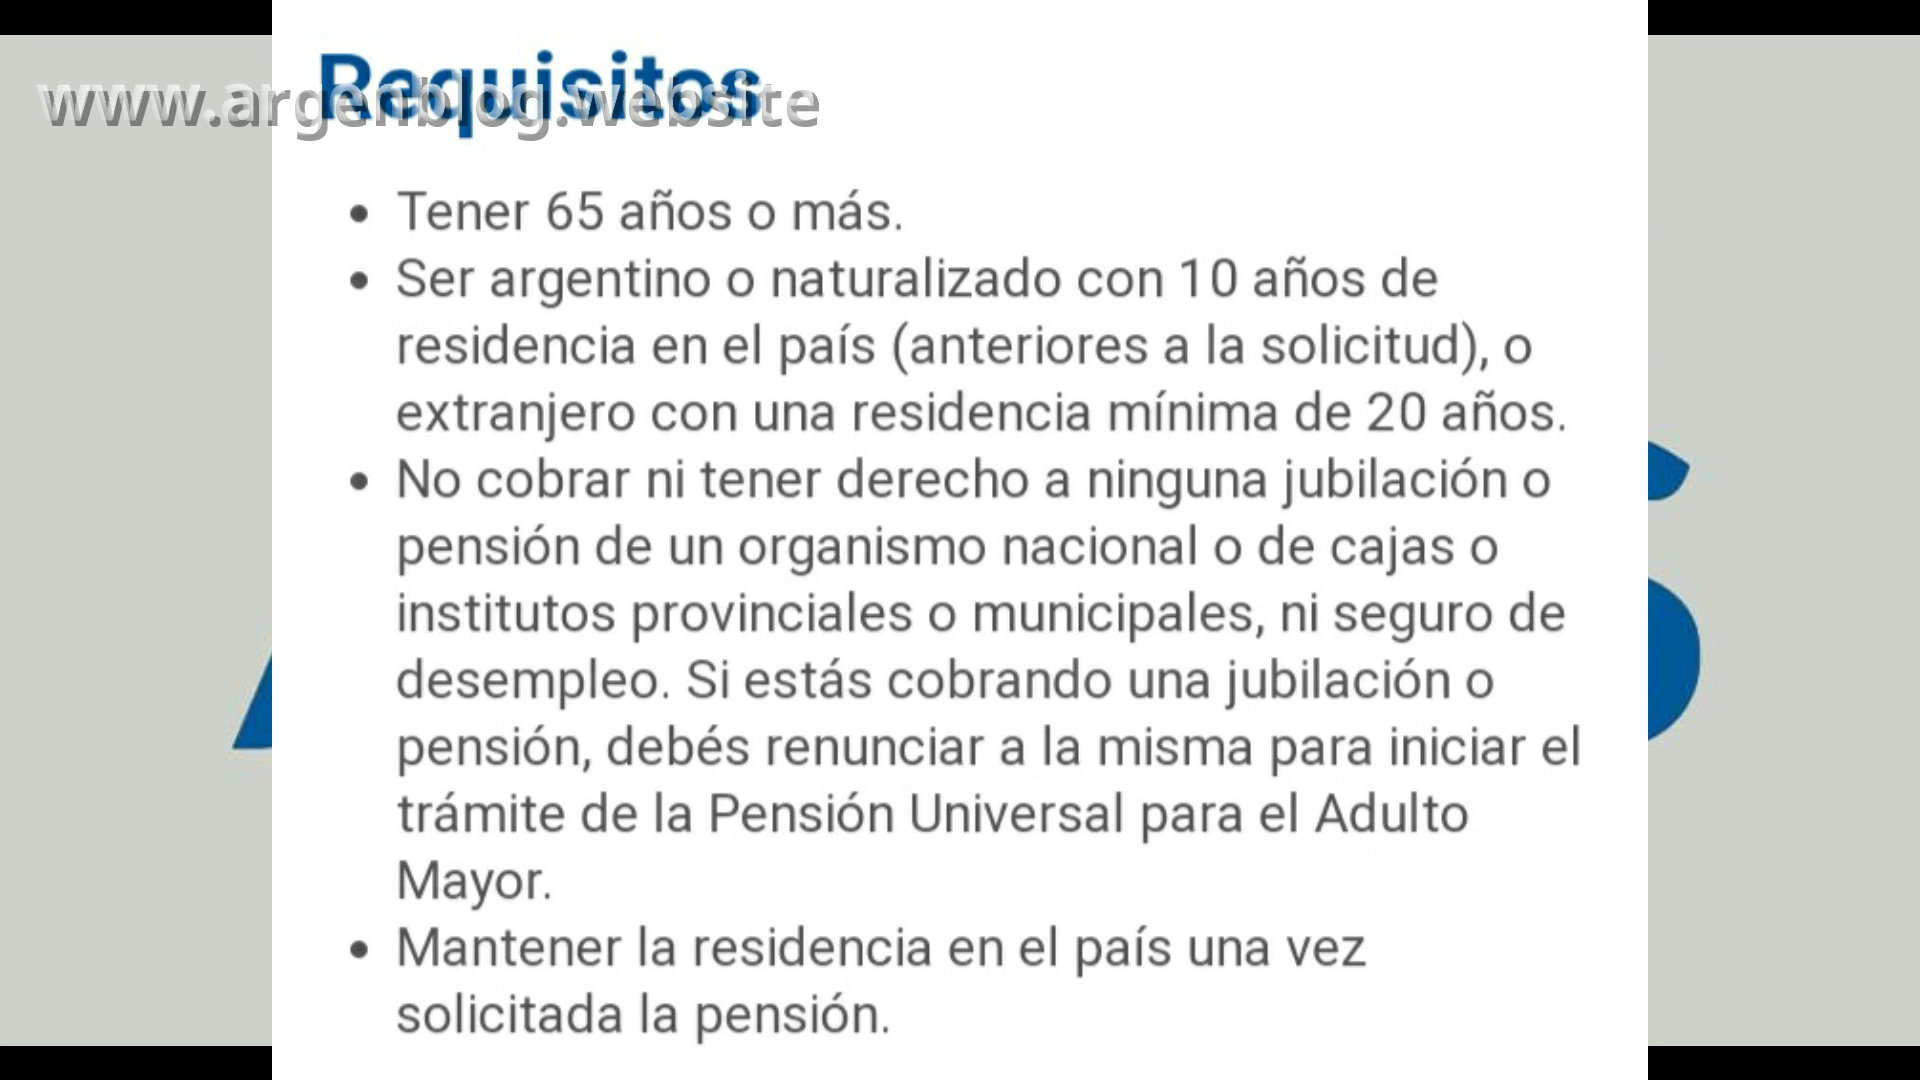 Requisitos
www.argenblog.website
• Tener 65 años o más.
• Ser argentino o naturalizado con 10 años de
residencia en el país (anteriores a la solicitud), o
extranjero con una residencia mínima de 20 años.
• No cobrar ni tener derecho a ninguna jubilación o
pensión de un organismo nacional o de cajas o
institutos provinciales o municipales, ni seguro de
desempleo. Si estás cobrando una jubilación o
pensión, debés renunciar a la misma para iniciar el
trámite de la Pensión Universal para el Adulto
Mayor.
• Mantener la residencia en el país una vez
solicitada la pensión.